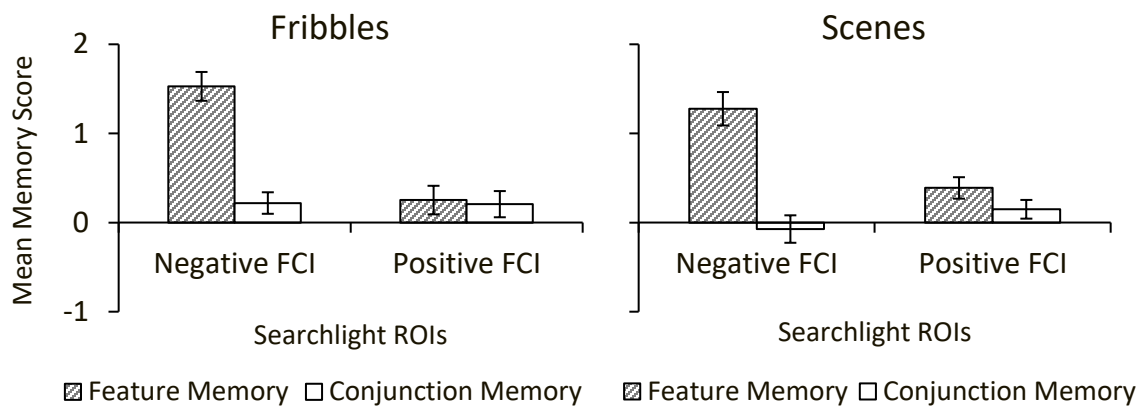 Fribbles
Scenes
Mean Memory Score
2
1
0
-1
Negative FCI Positive FCI
Negative FCI Positive FCI
Searchlight ROIs
Searchlight ROIs
Feature Memory Conjunction Memory
Feature Memory Conjunction Memory